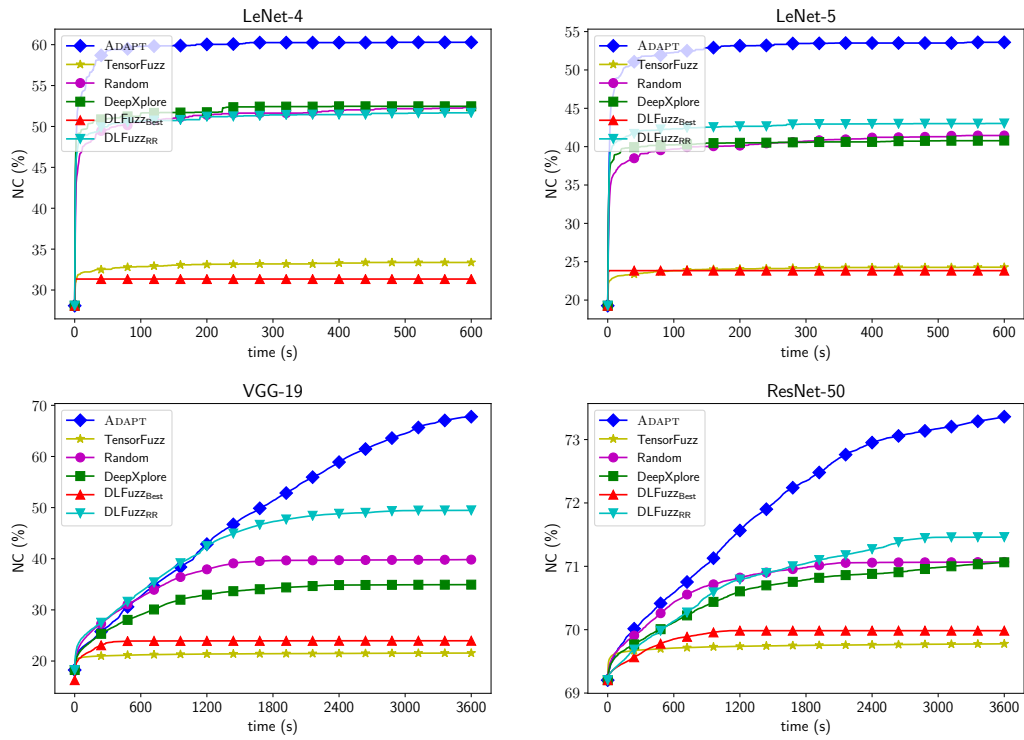 LeNet-4
60
55
50
45
40
35
30
NC (%)
0 100 200 300 400 500 600
time (s)
ADAPT
TensorFuzz
Random
DeepXplore
DLFuzzBest
DLFuzzRR
LeNet-5
55
50
45
40
35
30
25
20
NC (%)
0 100 200 300 400 500 600
time (s)
ADAPT
TensorFuzz
Random
DeepXplore
DLFuzzBest
DLFuzzRR
VGG-19
70
60
50
40
30
20
NC (%)
0 600 1200 1800 2400 3000 3600
time (s)
ADAPT
TensorFuzz
Random
DeepXplore
DLFuzzBest
DLFuzzRR
ResNet-50
73
72
71
70
69
NC (%)
0 600 1200 1800 2400 3000 3600
time (s)
ADAPT
TensorFuzz
Random
DeepXplore
DLFuzzBest
DLFuzzRR